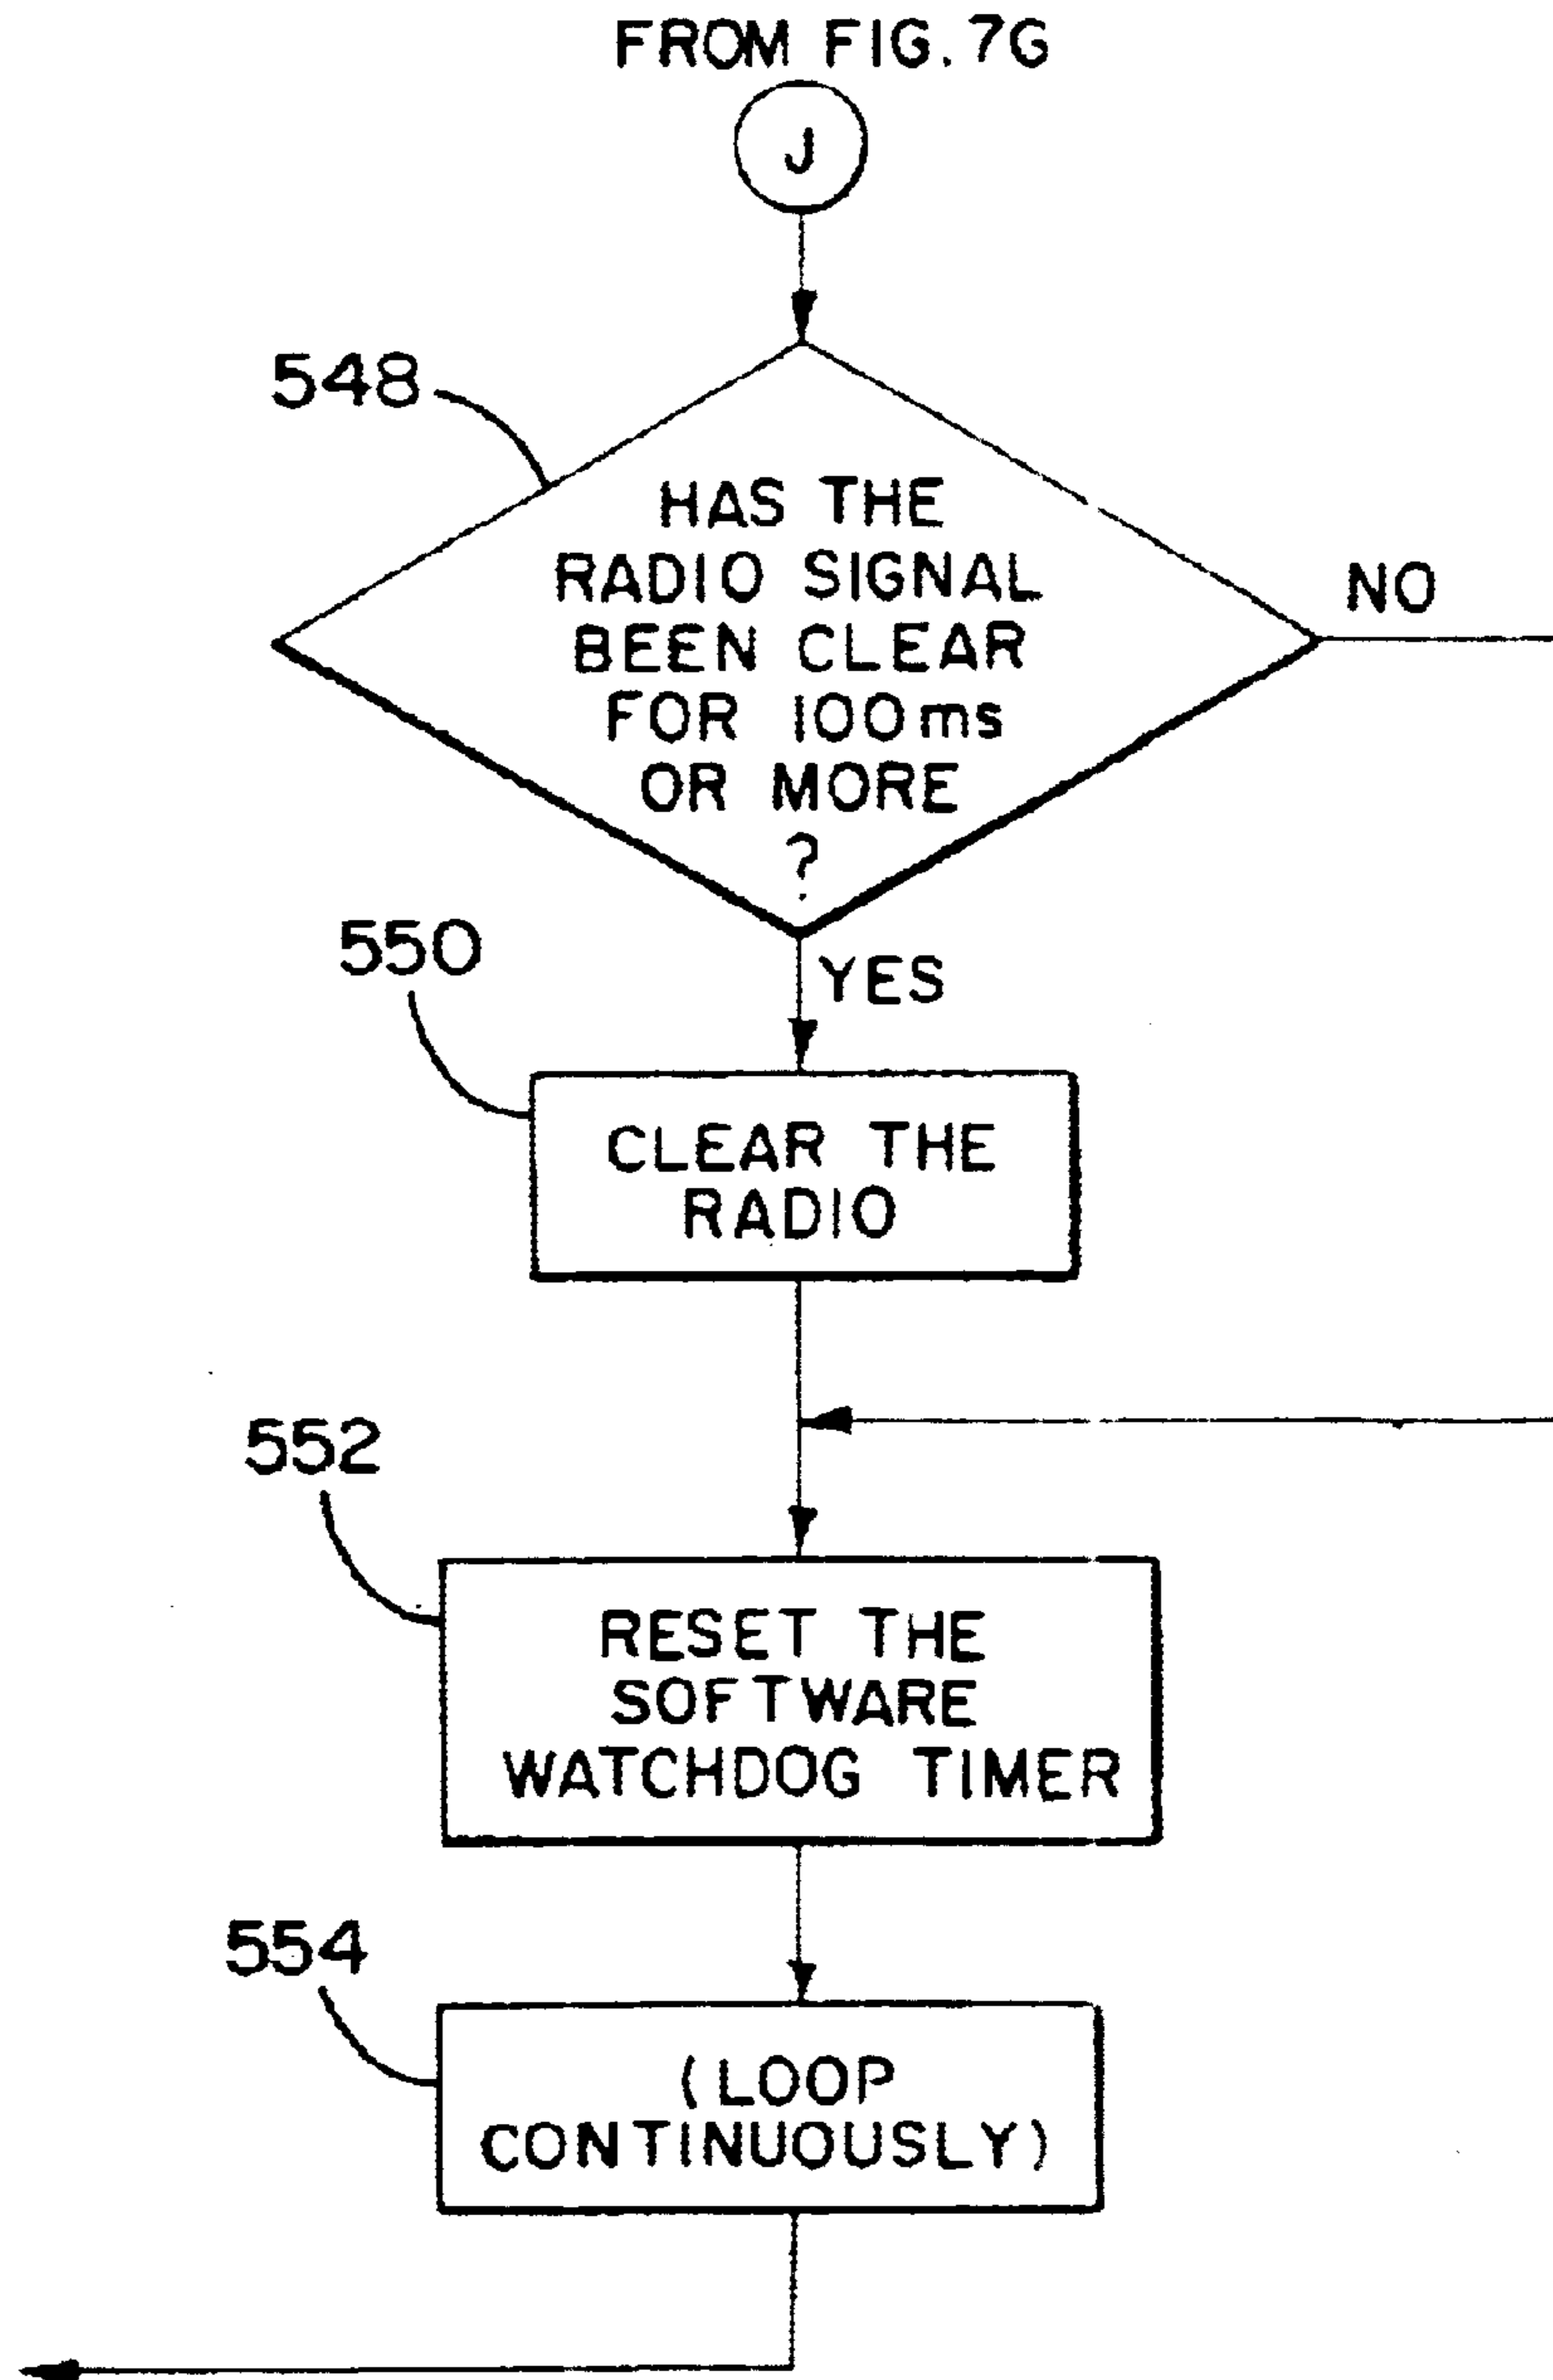 FROM FIG. 7G
J
548
HAS THE
RADIO SIGNAL
BEEN CLEAR
FOR 100ms
OR MORE
?
NO
YES
550
CLEAR THE
RADIO
552
RESET THE
SOFTWARE
WATCHDOG TIMER
554
(LOOP
CONTINUOUSLY)